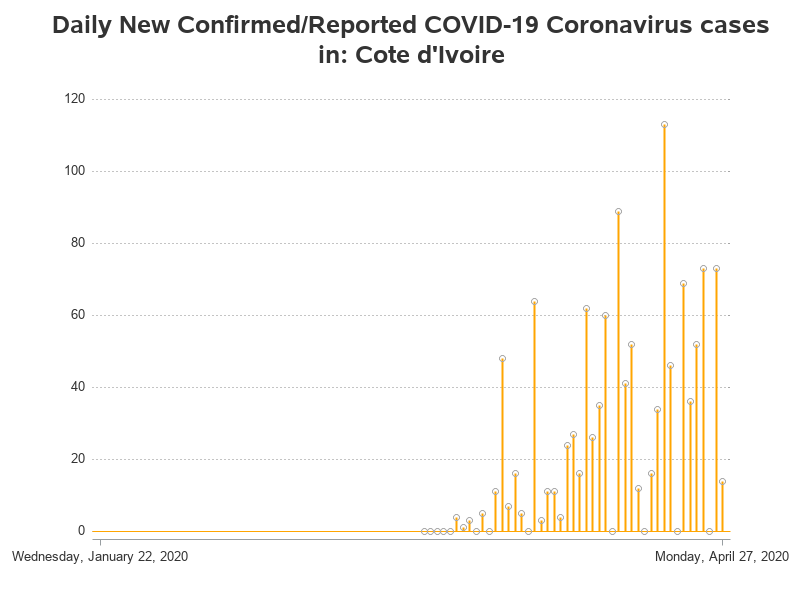 Daily New Confirmed/Reported COVID-19 Coronavirus cases
in: Cote d'Ivoire
120
100
80
60
40
20
0
Wednesday, January 22, 2020
Monday, April 27, 2020